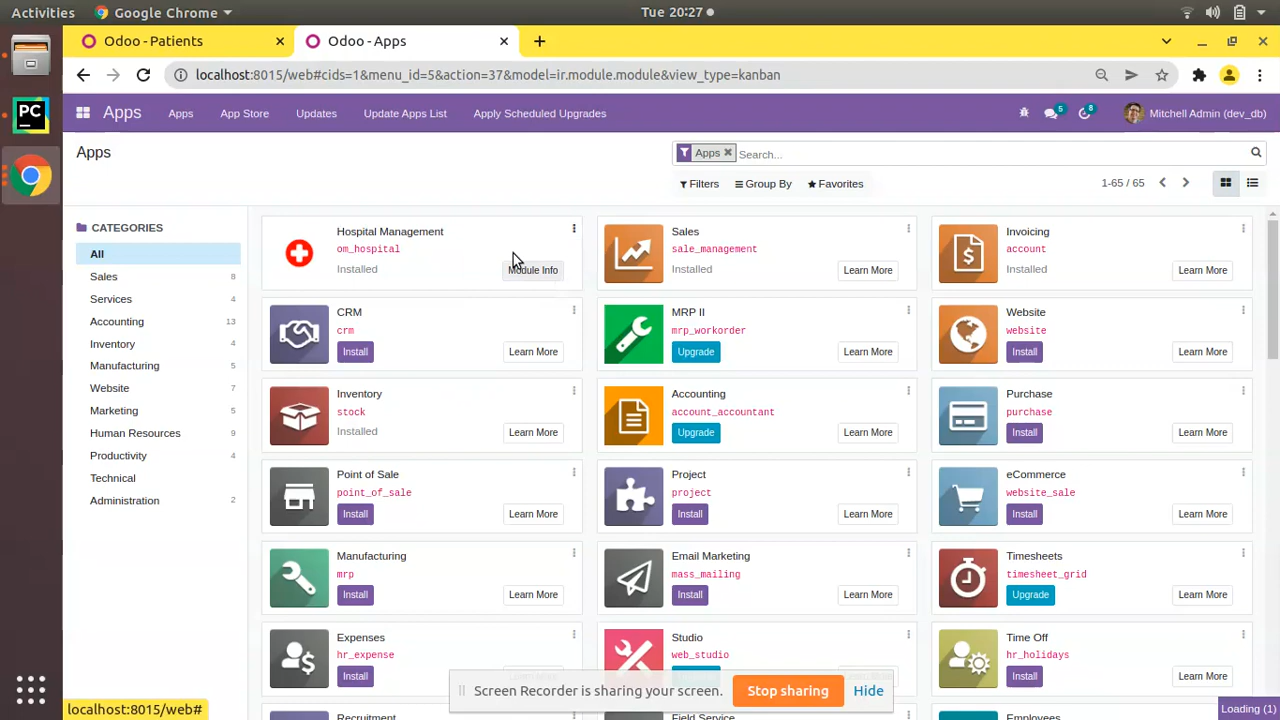 Activities
Google Chrome
Tue 20:27
Odoo - Patients
Odoo - Apps
localhost:8015/web#cids=1&menu_id=5&action=37&model=ir.module.module&view_type=kanban
Apps
Apps
App Store
Updates
Update Apps List
Apply Scheduled Upgrades
5
8
Mitchell Admin (dev_db)
Apps
Apps
Search...
Filters
Group By
Favorites
1-65 / 65
CATEGORIES
All
Sales 8
Services 4
Accounting 13
Inventory 4
Manufacturing 5
Website 7
Marketing 5
Human Resources 9
Productivity 4
Technical
Administration 2
Hospital Management
om_hospital
Installed
Module Info
Sales
sale_management
Installed
Learn More
Invoicing
account
Installed
Learn More
CRM
crm
Install
Learn More
MRP II
mrp_workorder
Upgrade
Learn More
Website
website
Install
Learn More
Inventory
stock
Installed
Learn More
Accounting
account_accountant
Upgrade
Learn More
Purchase
purchase
Install
Learn More
Point of Sale
point_of_sale
Install
Learn More
Project
project
Install
Learn More
eCommerce
website_sale
Install
Learn More
Manufacturing
mrp
Install
Learn More
Email Marketing
mass_mailing
Install
Learn More
Timesheets
timesheet_grid
Upgrade
Learn More
Expenses
hr_expense
Install
Studio
web_studio
Time Off
hr_holidays
Install
Learn More
Recruitment
Field Service
Employees
Screen Recorder is sharing your screen.
Stop sharing
Hide
localhost:8015/web#
Loading (1)
PC